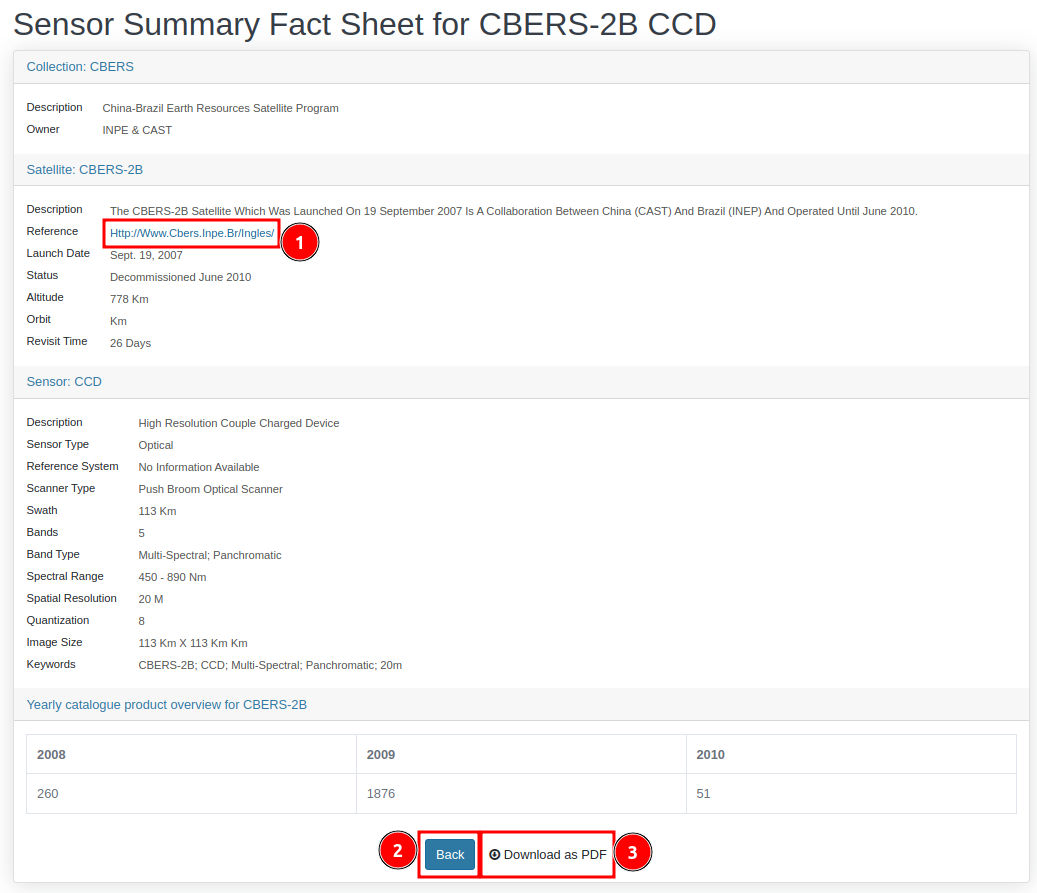 Sensor Summary Fact Sheet for CBERS-2B CCD
Collection: CBERS
Description China-Brazil Earth Resources Satellite Program
Owner INPE & CAST
Satellite: CBERS-2B
Description The CBERS-2B Satellite Which Was Launched On 19 September 2007 Is A Collaboration Between China (CAST) And Brazil (INEP) And Operated Until June 2010.
Reference Http://Www.Cbers.Inpe.Br/Ingles/ 1
Launch Date Sept. 19, 2007
Status Decommissioned June 2010
Altitude 778 Km
Orbit Km
Revisit Time 26 Days
Sensor: CCD
Description High Resolution Couple Charged Device
Sensor Type Optical
Reference System No Information Available
Scanner Type Push Broom Optical Scanner
Swath 113 Km
Bands 5
Band Type Multi-Spectral; Panchromatic
Spectral Range 450 - 890 Nm
Spatial Resolution 20 M
Quantization 8
Image Size 113 Km X 113 Km Km
Keywords CBERS-2B; CCD; Multi-Spectral; Panchromatic; 20m
Yearly catalogue product overview for CBERS-2B
2008 2009 2010
260 1876 51
2 Back Download as PDF 3